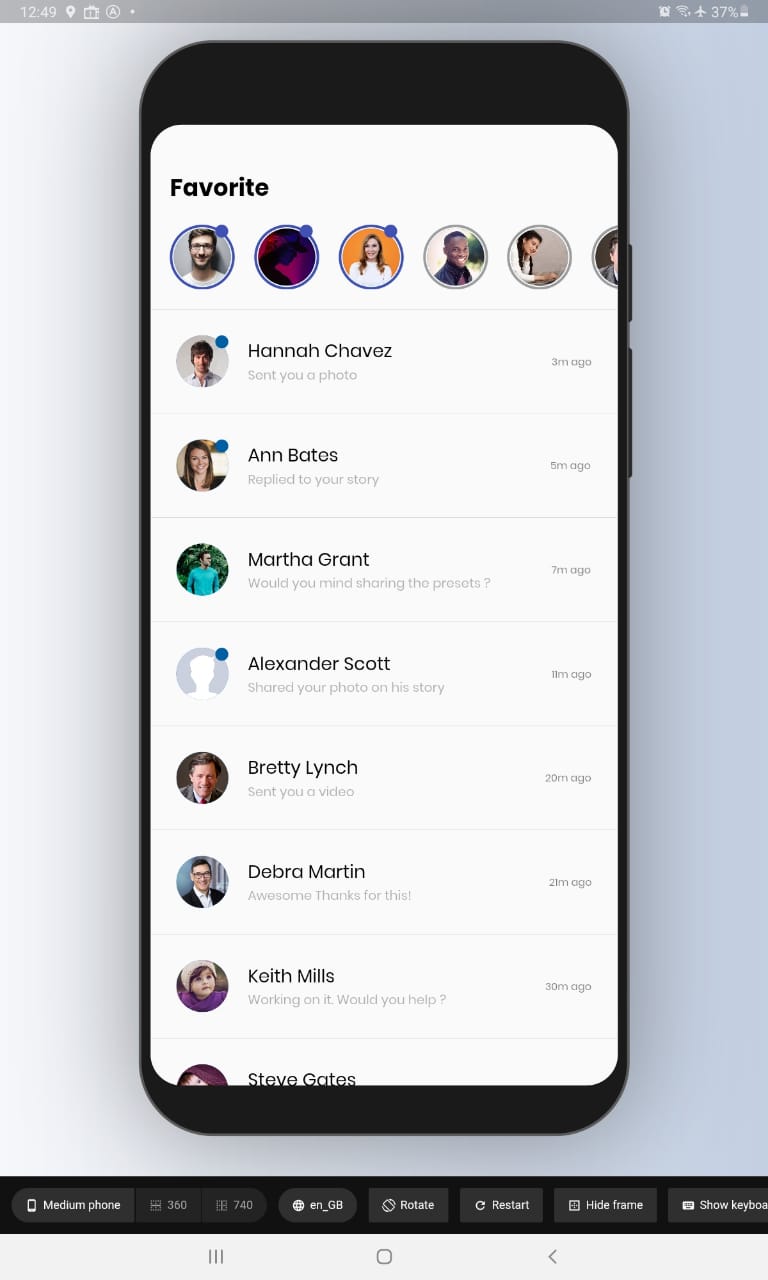 12:49
37%
Favorite
Hannah Chavez
3m ago
Sent you a photo
Ann Bates
5m ago
Replied to your story
Martha Grant
7m ago
Would you mind sharing the presets ?
Alexander Scott
11m ago
Shared your photo on his story
Bretty Lynch
20m ago
Sent you a video
Debra Martin
21m ago
Awesome Thanks for this!
Keith Mills
30m ago
Working on it. Would you help ?
Steve Gates
Medium phone 360 740 en_GB Rotate Restart Hide frame Show keyboa